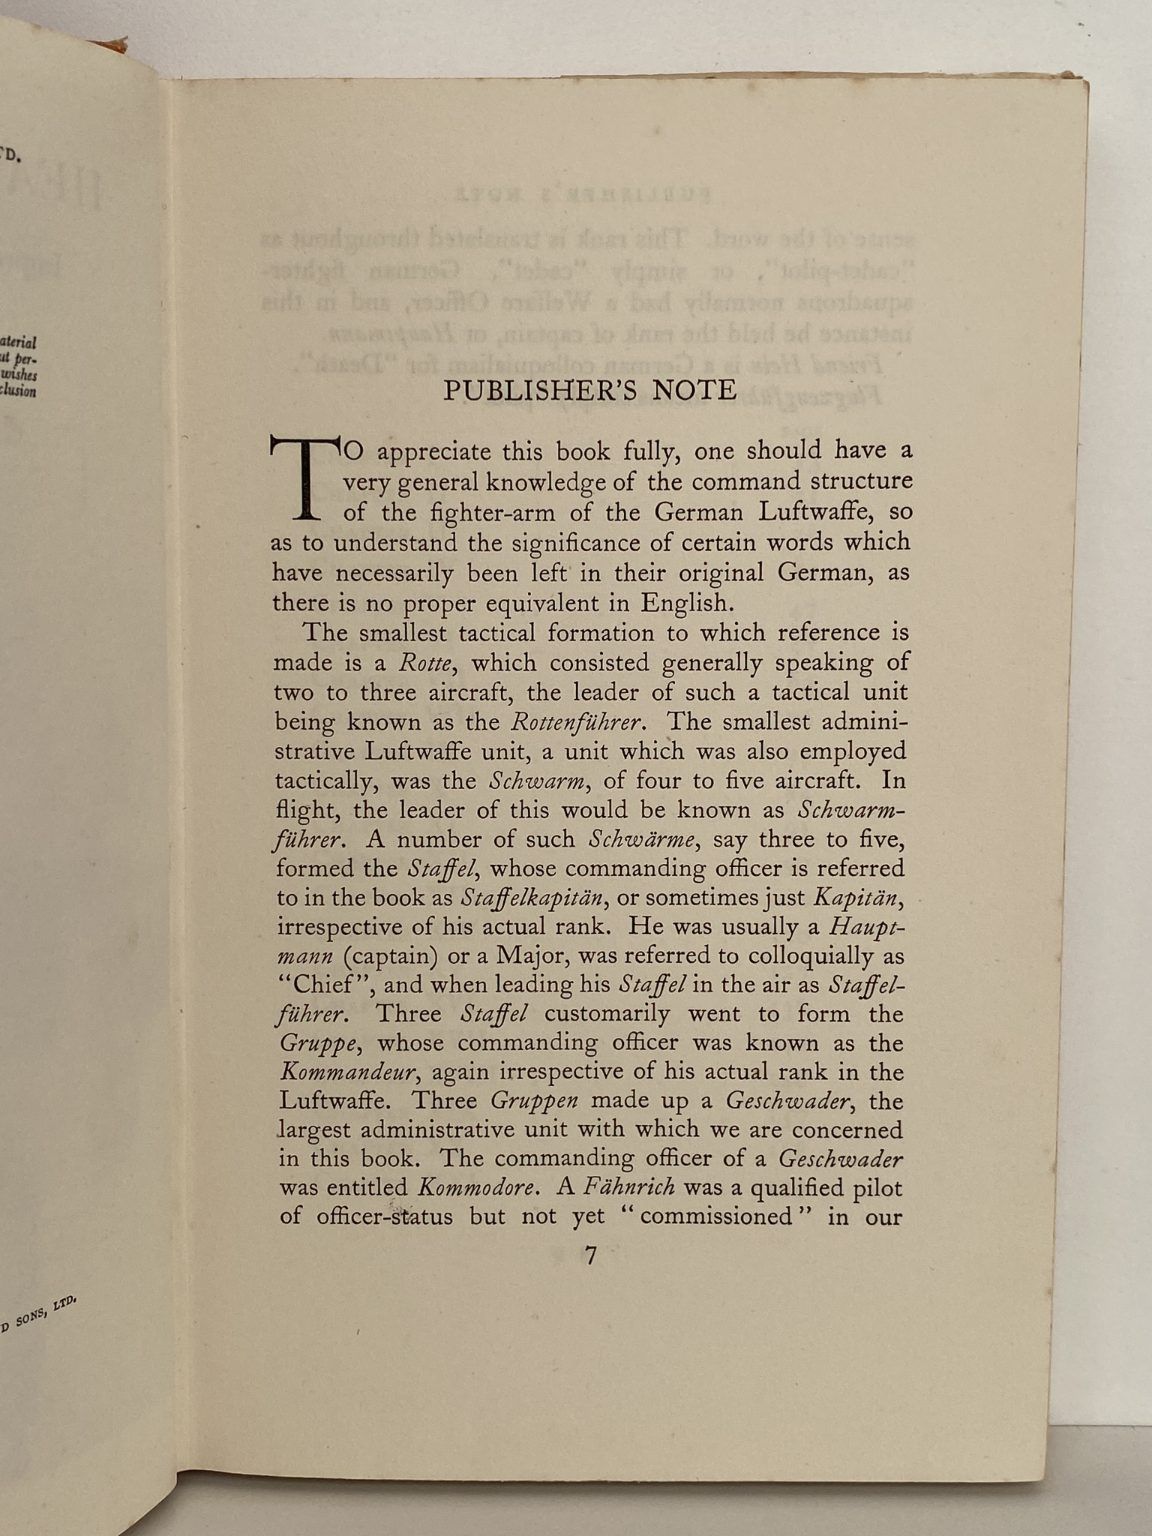 TD.
aterial
ut per-
wishes
clusion
D SONS, LTD.
PUBLISHER'S NOTE
TO appreciate this book fully, one should have a
very general knowledge of the command structure
of the fighter-arm of the German Luftwaffe, so
as to understand the significance of certain words which
have necessarily been left in their original German, as
there is no proper equivalent in English.
The smallest tactical formation to which reference is
made is a Rotte, which consisted generally speaking of
two to three aircraft, the leader of such a tactical unit
being known as the Rottenführer. The smallest admini-
strative Luftwaffe unit, a unit which was also employed
tactically, was the Schwarm, of four to five aircraft. In
flight, the leader of this would be known as Schwarm-
führer. A number of such Schwärme, say three to five,
formed the Staffel, whose commanding officer is referred
to in the book as Staffelkapitän, or sometimes just Kapitän,
irrespective of his actual rank. He was usually a Haupt-
mann (captain) or a Major, was referred to colloquially as
"Chief", and when leading his Staffel in the air as Staffel-
führer. Three Staffel customarily went to form the
Gruppe, whose commanding officer was known as the
Kommandeur, again irrespective of his actual rank in the
Luftwaffe. Three Gruppen made up a Geschwader, the
largest administrative unit with which we are concerned
in this book. The commanding officer of a Geschwader
was entitled Kommodore. A Fähnrich was a qualified pilot
of officer-status but not yet "commissioned" in our
7